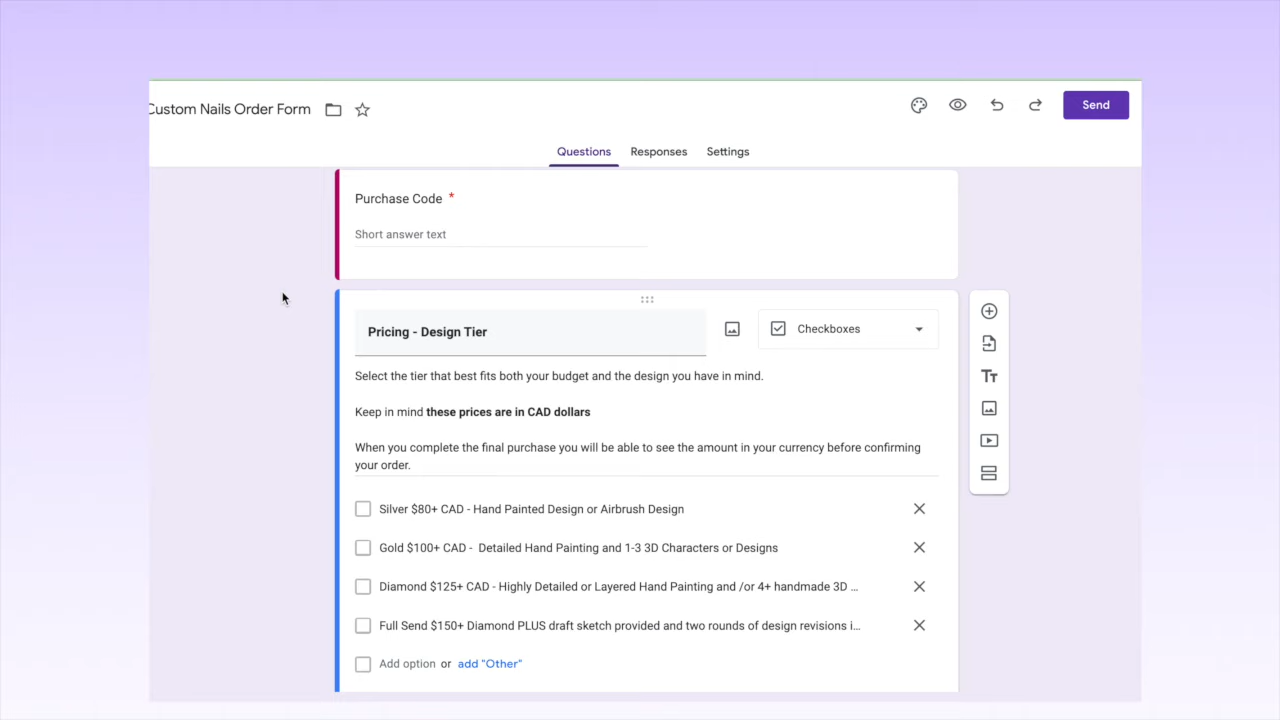 Custom Nails Order Form
Send
Questions Responses Settings
Purchase Code *
Short answer text
Pricing - Design Tier
Checkboxes
Select the tier that best fits both your budget and the design you have in mind.
Keep in mind these prices are in CAD dollars
When you complete the final purchase you will be able to see the amount in your currency before confirming
your order.
Silver $80+ CAD - Hand Painted Design or Airbrush Design
Gold $100+ CAD - Detailed Hand Painting and 1-3 3D Characters or Designs
Diamond $125+ CAD - Highly Detailed or Layered Hand Painting and /or 4+ handmade 3D ...
Full Send $150+ Diamond PLUS draft sketch provided and two rounds of design revisions i...
Add option or add "Other"
Tт